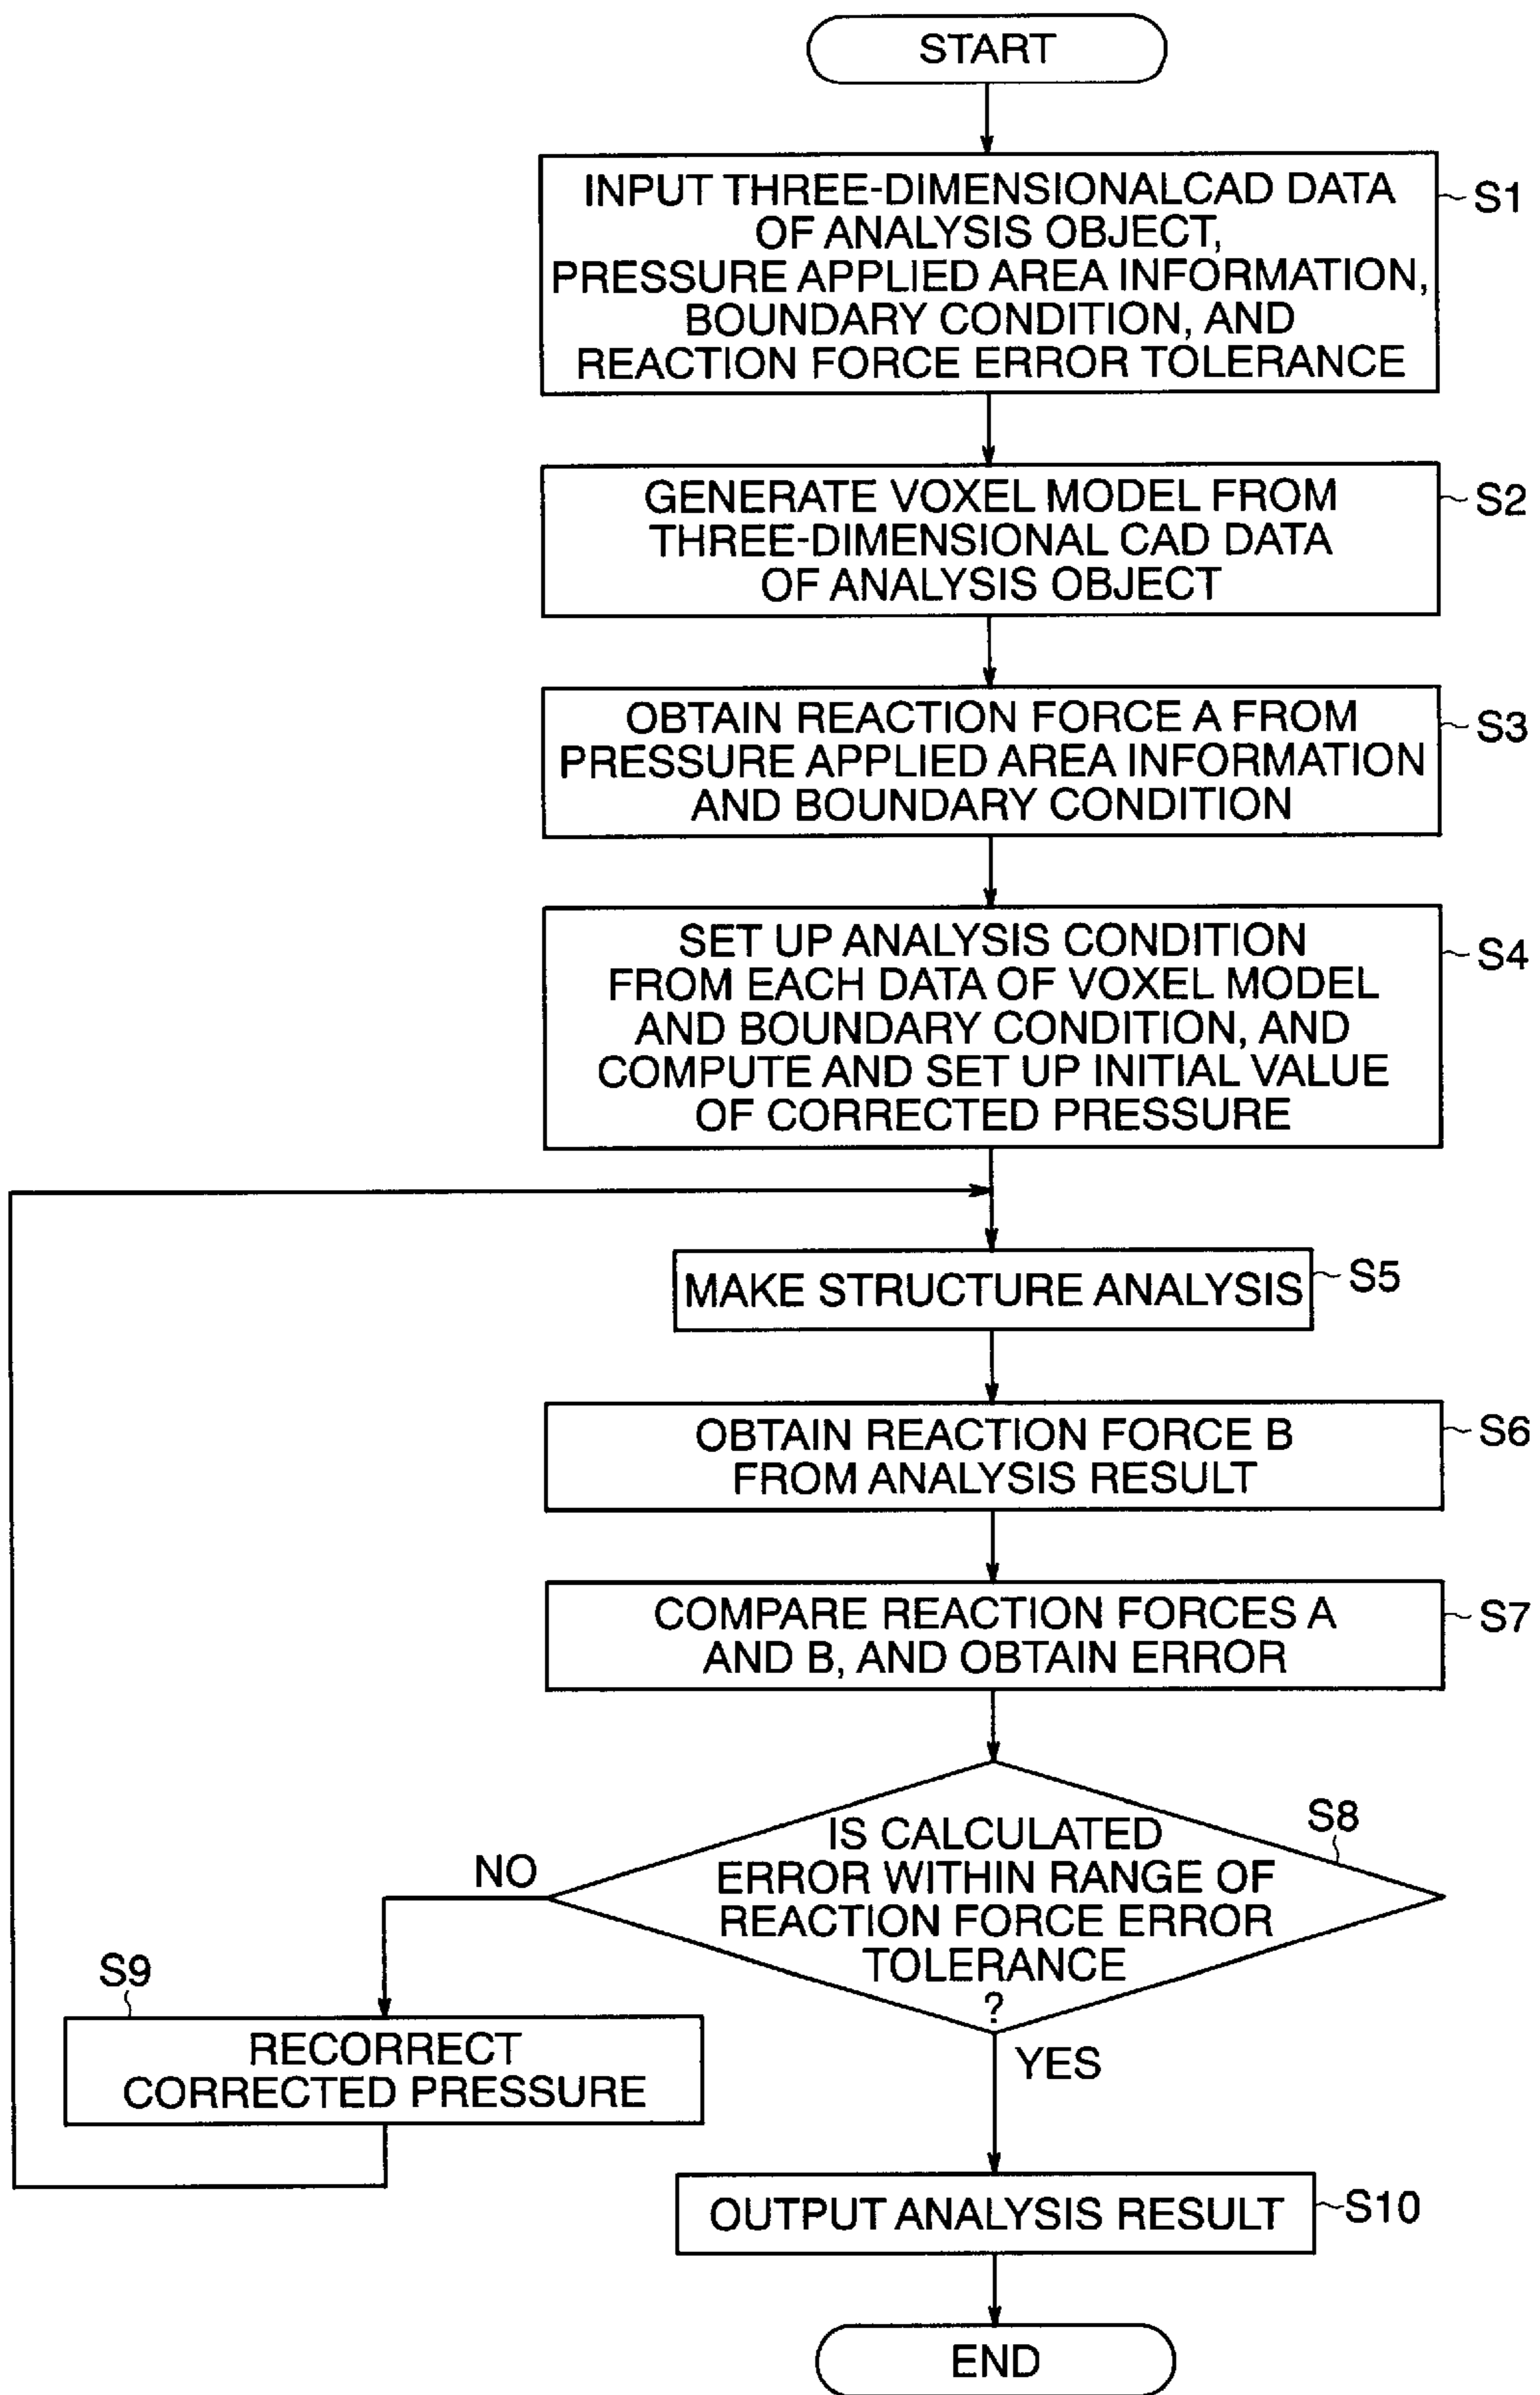 START
INPUT THREE-DIMENSIONALCAD DATA
OF ANALYSIS OBJECT,
PRESSURE APPLIED AREA INFORMATION,
BOUNDARY CONDITION, AND
REACTION FORCE ERROR TOLERANCE
S1
GENERATE VOXEL MODEL FROM
THREE-DIMENSIONAL CAD DATA
OF ANALYSIS OBJECT
S2
OBTAIN REACTION FORCE A FROM
PRESSURE APPLIED AREA INFORMATION
AND BOUNDARY CONDITION
S3
SET UP ANALYSIS CONDITION
FROM EACH DATA OF VOXEL MODEL
AND BOUNDARY CONDITION, AND
COMPUTE AND SET UP INITIAL VALUE
OF CORRECTED PRESSURE
S4
MAKE STRUCTURE ANALYSIS
S5
OBTAIN REACTION FORCE B
FROM ANALYSIS RESULT
S6
COMPARE REACTION FORCES A
AND B, AND OBTAIN ERROR
S7
IS CALCULATED
ERROR WITHIN RANGE OF
REACTION FORCE ERROR
TOLERANCE
?
S8
NO
S9
RECORRECT
CORRECTED PRESSURE
YES
OUTPUT ANALYSIS RESULT
S10
END